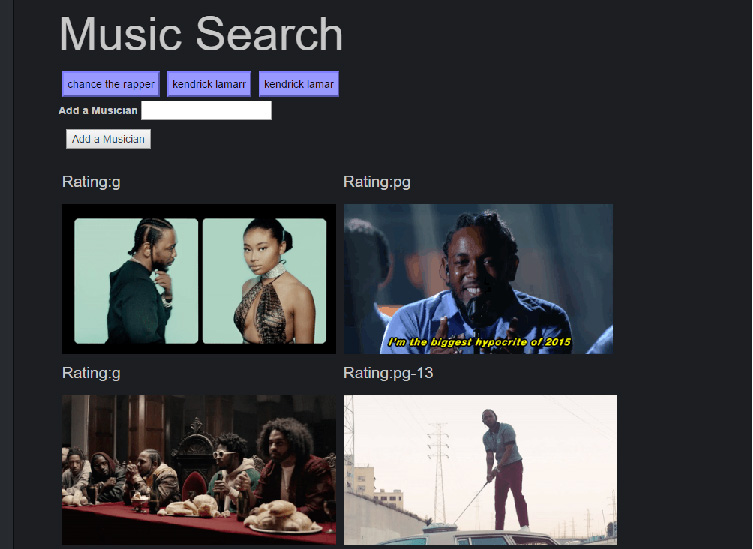 Music Search
chance the rapper kendrick lamarr kendrick lamar
Add a Musician
Add a Musician
Rating:g Rating:pg
I'm the biggest hypocrite of 2015
Rating:g Rating:pg-13